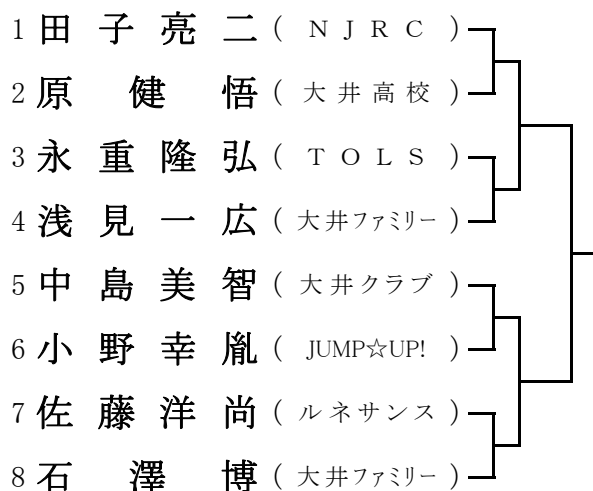 1 田子亮二 ( NJRC )
2 原健悟 ( 大井高校 )
3 永重隆弘 ( TOLS )
4 浅見一広 ( 大井ファミリー )
5 中島美智 ( 大井クラブ )
6 小野幸胤 ( JUMP☆UP! )
7 佐藤洋尚 ( ルネサンス )
8 石澤博 ( 大井ファミリー )